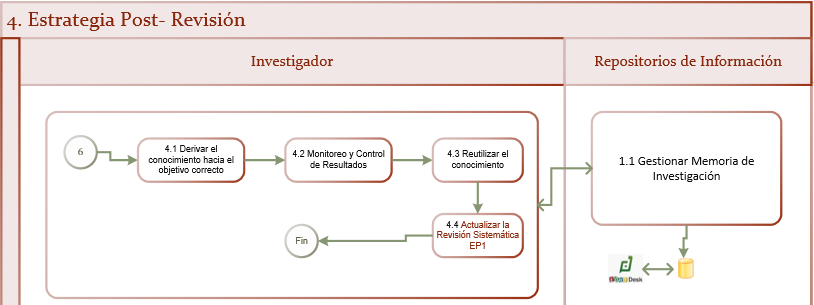 4. Estrategia Post- Revisión
Investigador
Repositorios de Información
6
4.1 Derivar el
conocimiento hacia el
objetivo correcto
4.2 Monitoreo y Control
de Resultados
4.3 Reutilizar el
conocimiento
1.1 Gestionar Memoria de
Investigación
4.4 Actualizar la
Revisión Sistemática
EP1
Fin
Desk